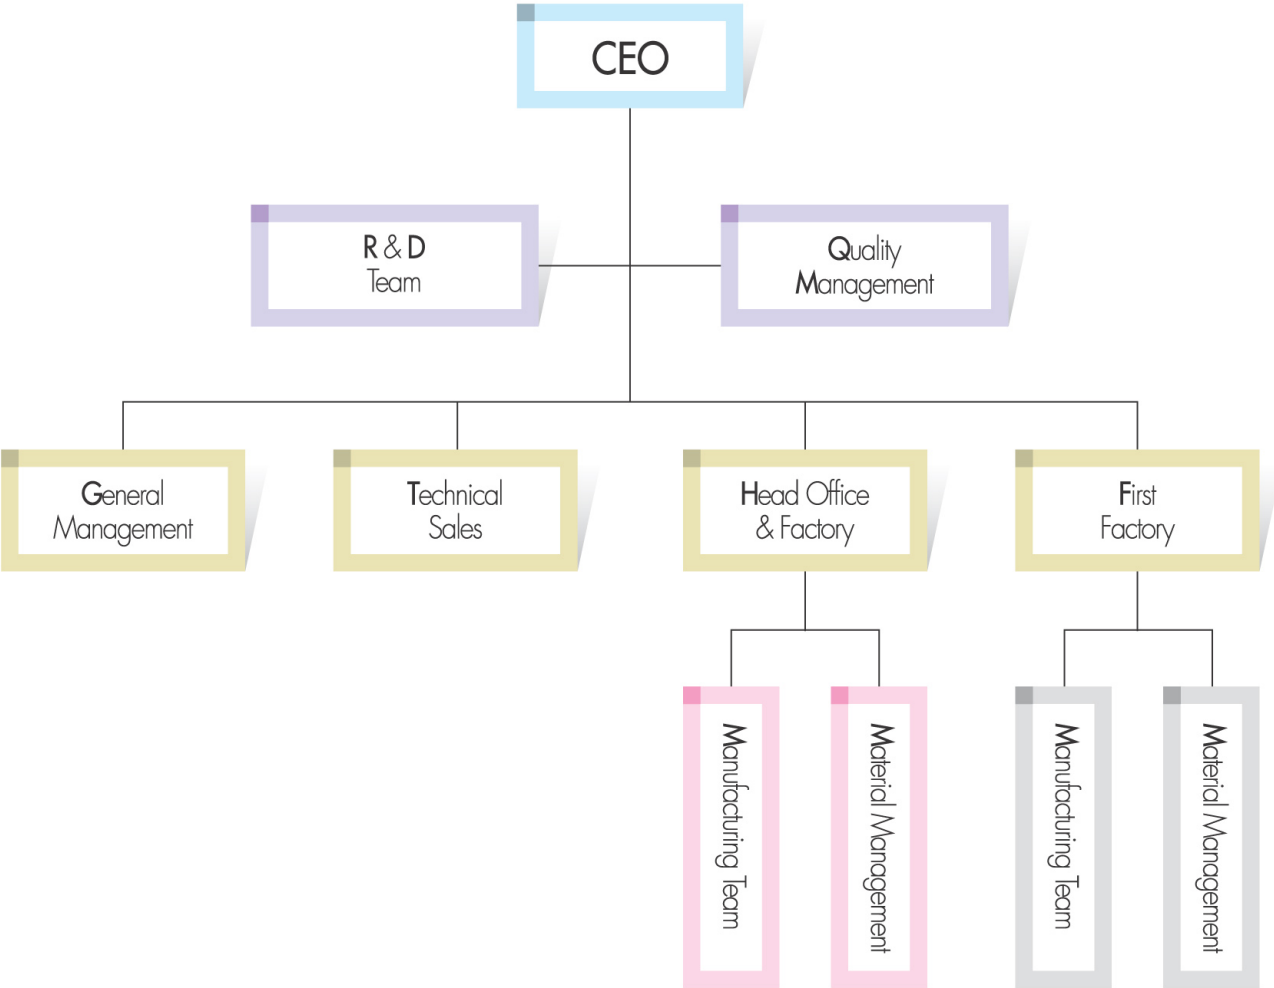 CEO
R & D
Team
Quality
Management
General
Management
Technical
Sales
Head Office
& Factory
First
Factory
Manufacturing Team
Material Management
Manufacturing Team
Material Management